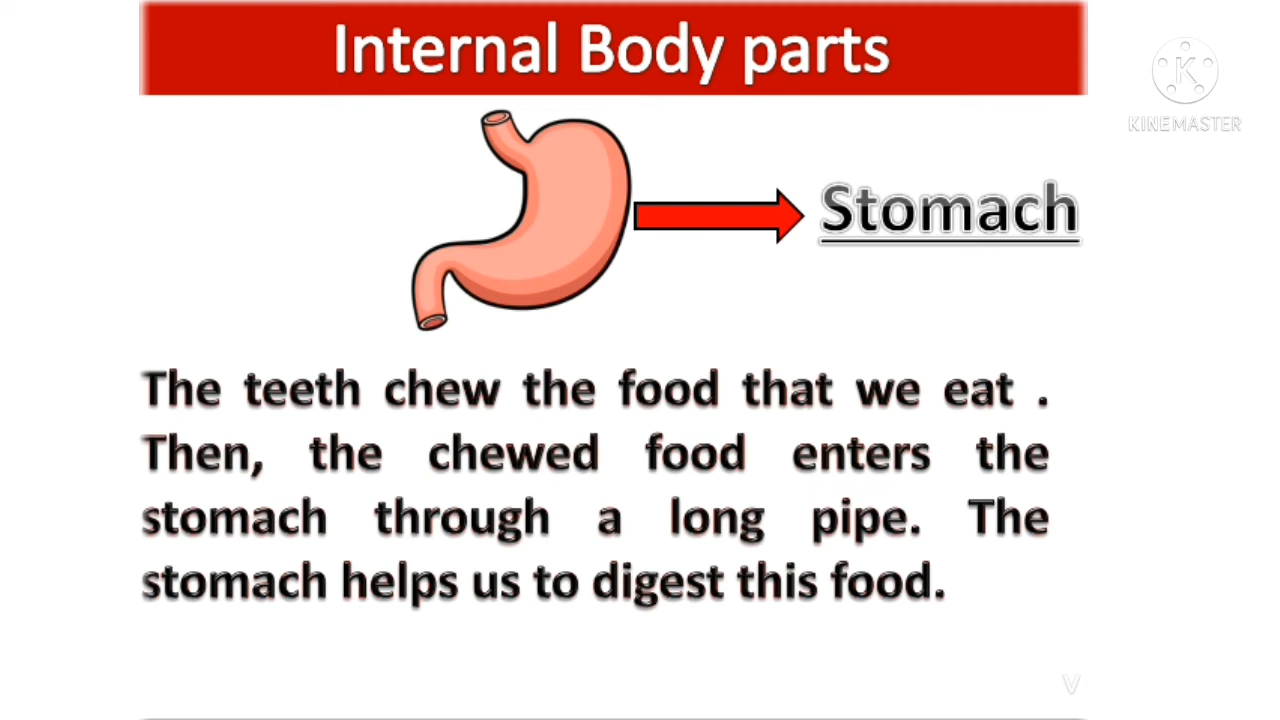 Internal Body parts
KINEMASTER
Stomach
The teeth chew the food that we eat .
Then, the chewed food enters the
stomach through a long pipe. The
stomach helps us to digest this food.
V